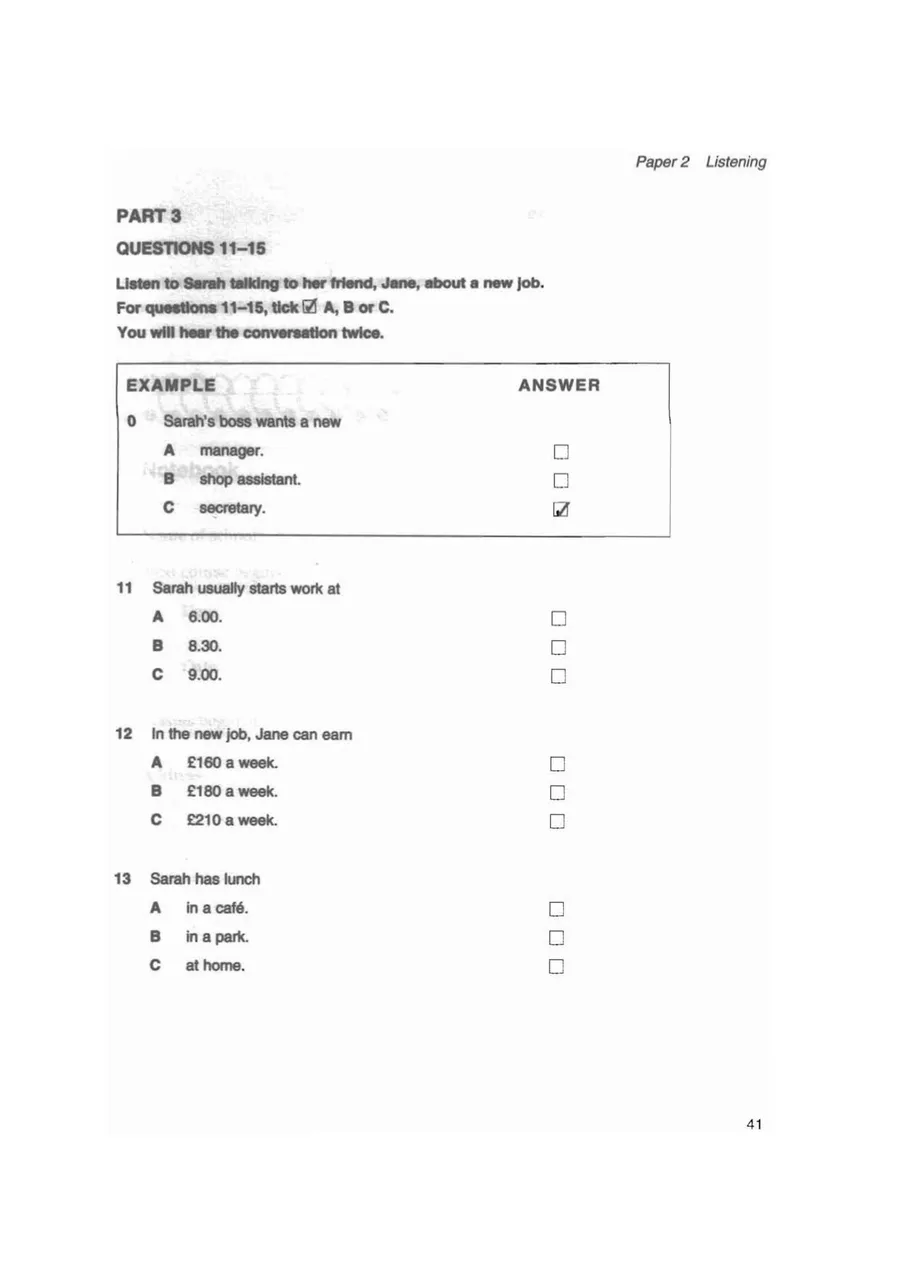 Paper 2 Listening
PART 3
QUESTIONS 11–15
Listen to Sarah talking to her friend, Jane, about a new job.
For questions 11–15, tick ☑ A, B or C.
You will hear the conversation twice.
EXAMPLE ANSWER
0 Sarah's boss wants a new
A manager. ☐
B shop assistant. ☐
C secretary. ☑
11 Sarah usually starts work at
A 6.00. ☐
B 8.30. ☐
C 9.00. ☐
12 In the new job, Jane can earn
A £160 a week. ☐
B £180 a week. ☐
C £210 a week. ☐
13 Sarah has lunch
A in a café. ☐
B in a park. ☐
C at home. ☐
41